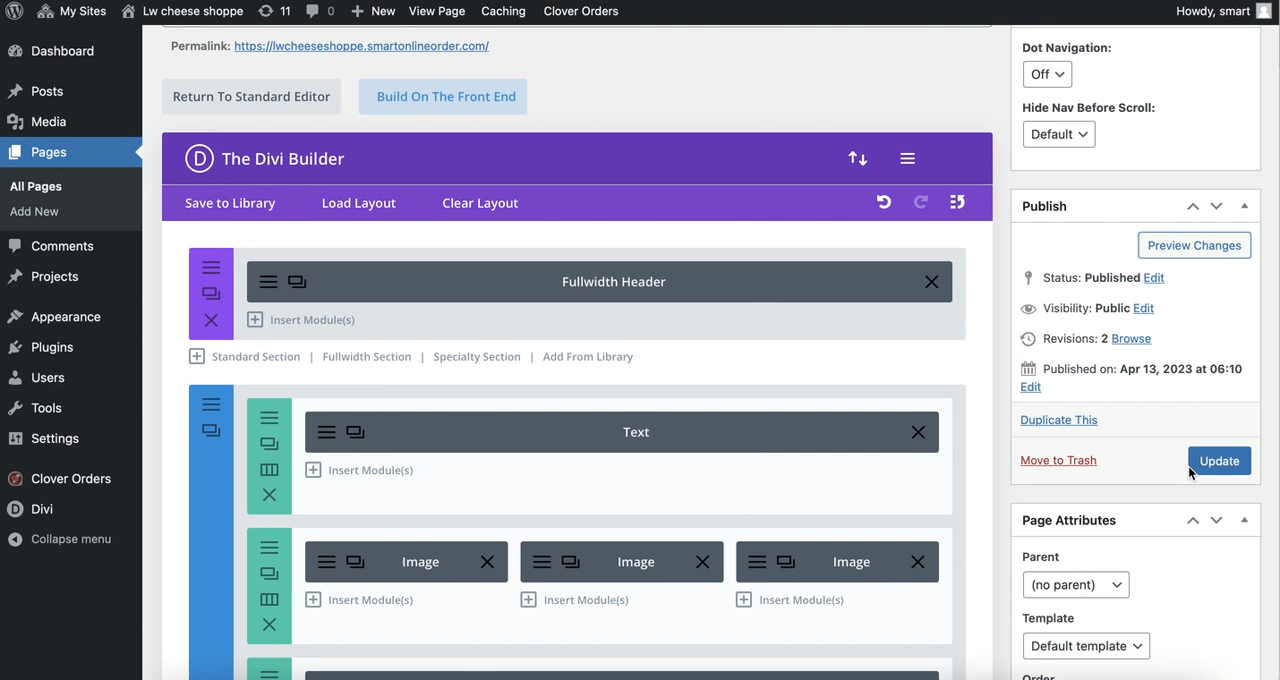 My Sites
Lw cheese shoppe
11
0
New
View Page
Caching
Clover Orders
Howdy, smart
Dashboard
Posts
Media
Pages
All Pages
Add New
Comments
Projects
Appearance
Plugins
Users
Tools
Settings
Clover Orders
Divi
Collapse menu
Permalink: https://lwcheeseshoppe.smartonlineorder.com/
Return To Standard Editor
Build On The Front End
D The Divi Builder
Save to Library
Load Layout
Clear Layout
Fullwidth Header
Insert Module(s)
Standard Section | Fullwidth Section | Specialty Section | Add From Library
Text
Insert Module(s)
Image
Image
Image
Insert Module(s)
Insert Module(s)
Insert Module(s)
Dot Navigation:
Off
Hide Nav Before Scroll:
Default
Publish
Preview Changes
Status: Published Edit
Visibility: Public Edit
Revisions: 2 Browse
Published on: Apr 13, 2023 at 06:10
Edit
Duplicate This
Move to Trash
Update
Page Attributes
Parent
(no parent)
Template
Default template
Order